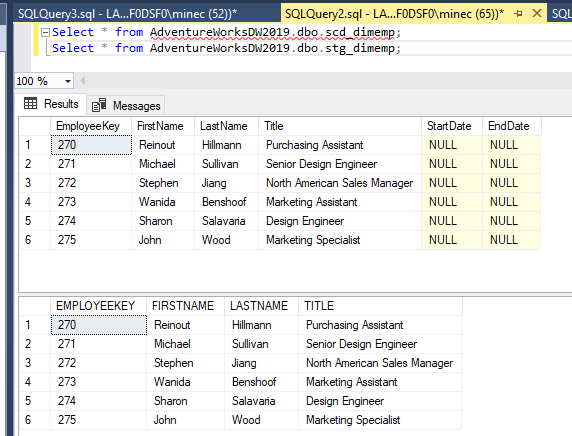 SQLQuery3.sql - LA...F0DSF0\minec (52))* SQLQuery2.sql - LA...F0DSF0\minec (65))* SQL
Select * from AdventureWorksDW2019.dbo.scd_dimemp;
Select * from AdventureWorksDW2019.dbo.stg_dimemp;
100 %
Results Messages
EmployeeKey FirstName LastName Title StartDate EndDate
1 270 Reinout Hillmann Purchasing Assistant NULL NULL
2 271 Michael Sullivan Senior Design Engineer NULL NULL
3 272 Stephen Jiang North American Sales Manager NULL NULL
4 273 Wanida Benshoof Marketing Assistant NULL NULL
5 274 Sharon Salavaria Design Engineer NULL NULL
6 275 John Wood Marketing Specialist NULL NULL
EMPLOYEEKEY FIRSTNAME LASTNAME TITLE
1 270 Reinout Hillmann Purchasing Assistant
2 271 Michael Sullivan Senior Design Engineer
3 272 Stephen Jiang North American Sales Manager
4 273 Wanida Benshoof Marketing Assistant
5 274 Sharon Salavaria Design Engineer
6 275 John Wood Marketing Specialist